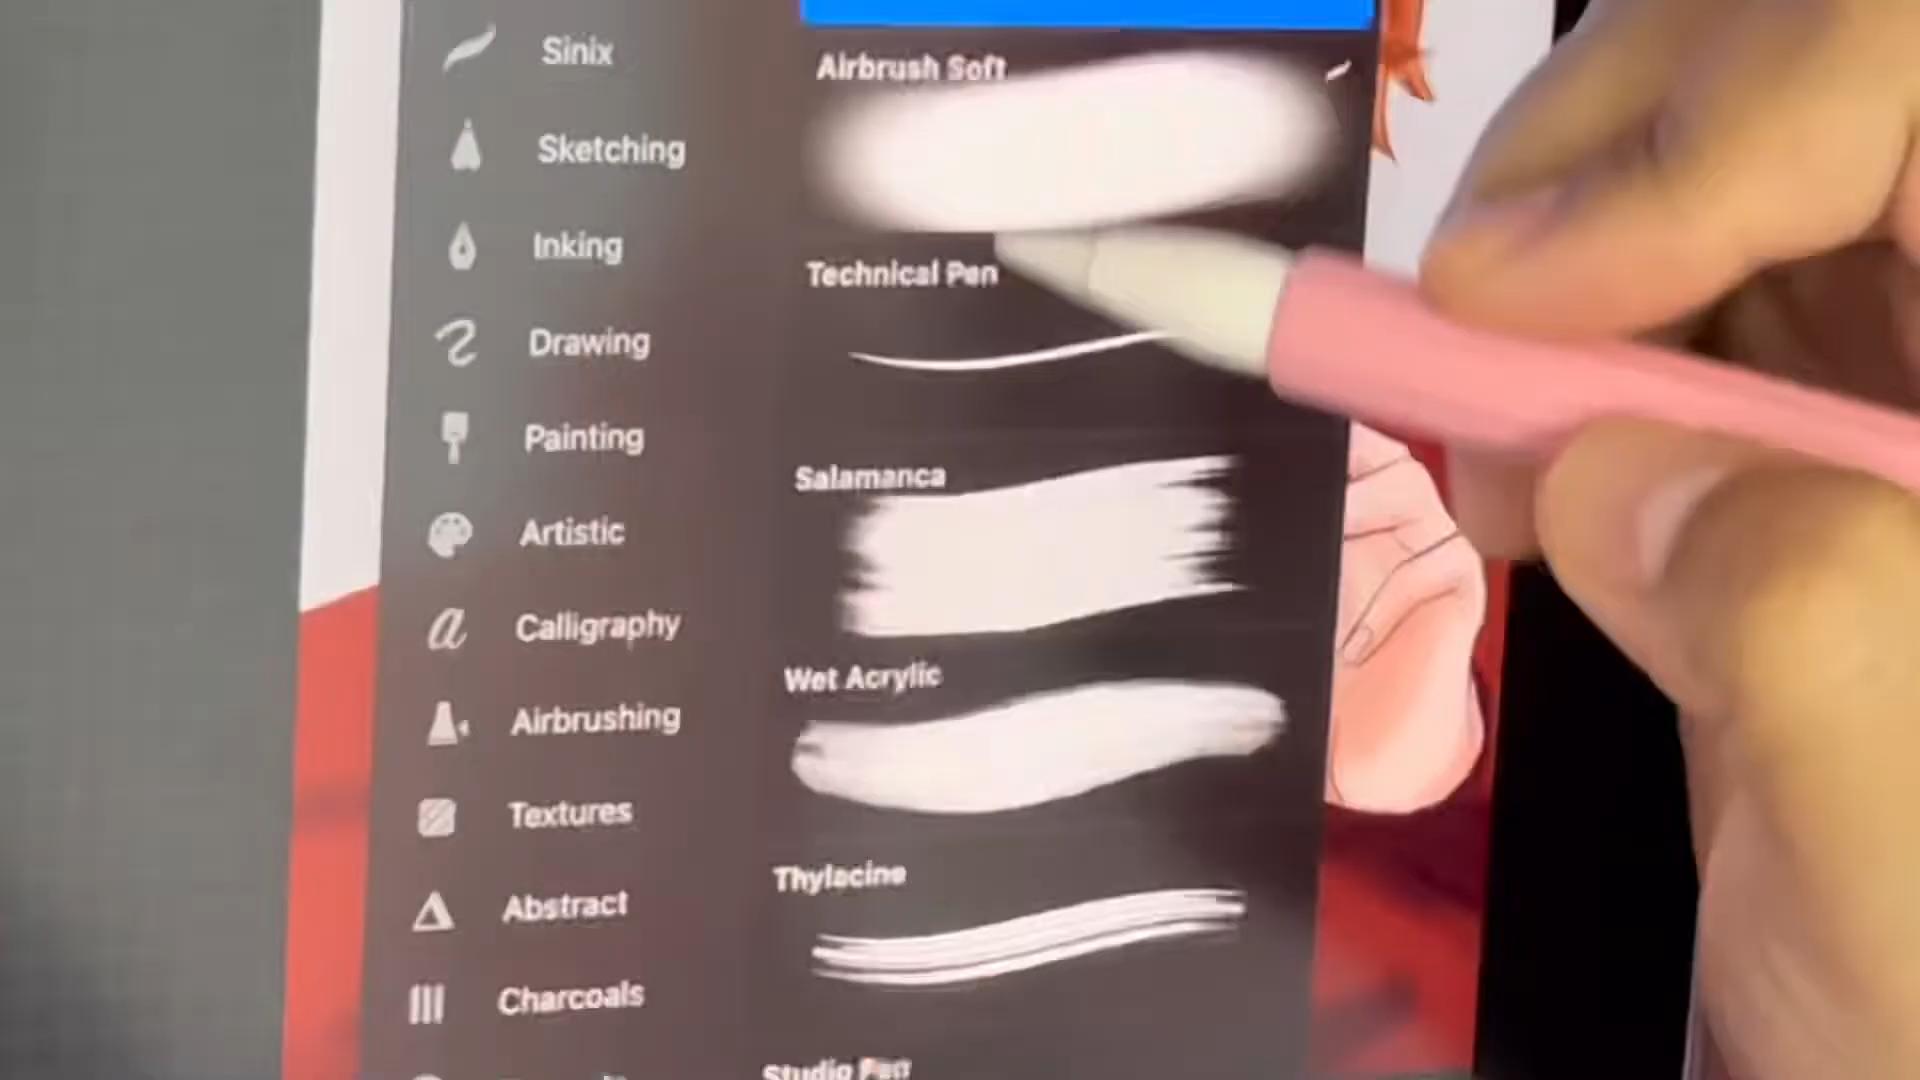 Sinix
Sketching
Inking
Drawing
Painting
Artistic
Calligraphy
Airbrushing
Textures
Abstract
Charcoals
Airbrush Soft
Technical Pen
Salamanca
Wet Acrylic
Thylacine
Studio Pen